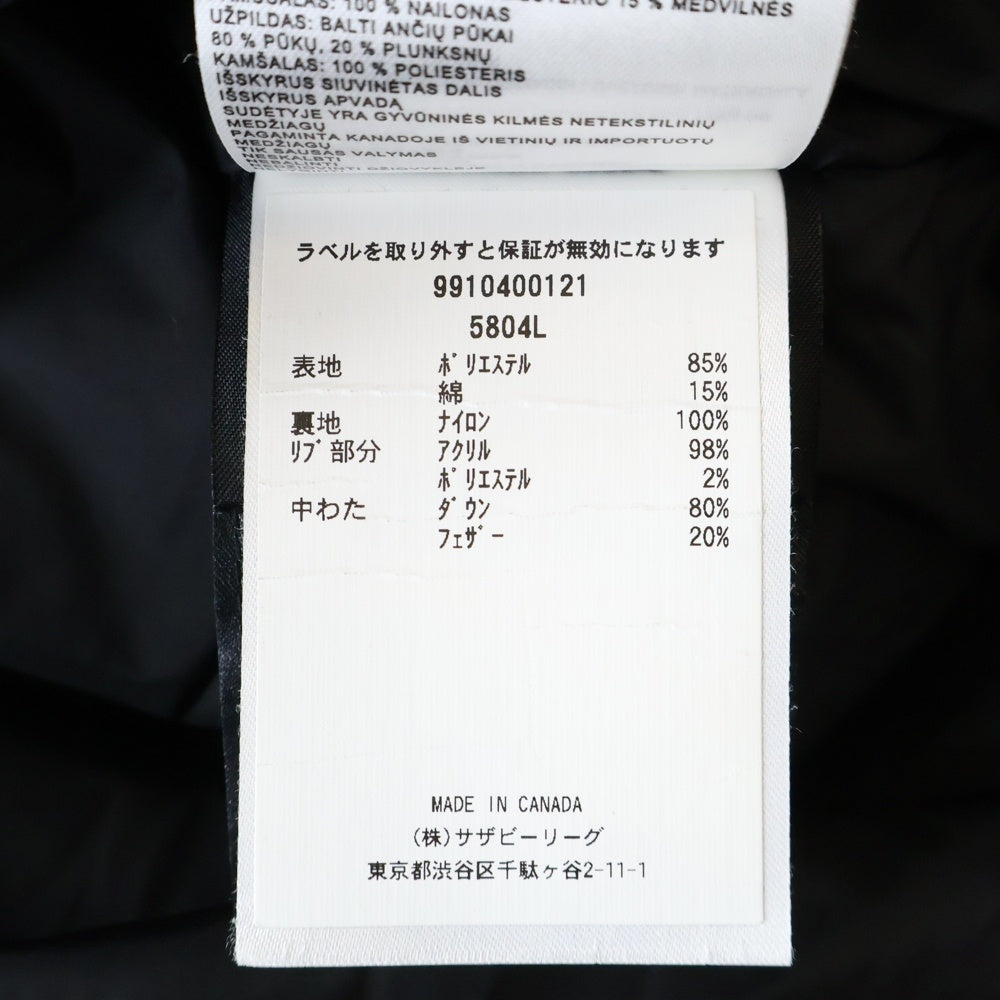 100 % NAILONAS
15 % MEDVILNĖS
UŽPILDAS: BALTI ANČIŲ PŪKAI
80 % PŪKŲ, 20 % PLUNKSNŲ
KAMŠALAS: 100 % POLIESTERIS
IŠSKYRUS SIUVINĖTAS DALIS
IŠSKYRUS APVADĄ
SUDĖTYJE YRA GYVŪNINĖS KILMĖS NETEKSTILINIŲ
MEDŽIAGŲ
PAGAMINTA KANADOJE IŠ VIETINIŲ IR IMPORTUOTŲ
MEDŽIAGŲ
TIK SAUSAS VALYMAS
NESKALBTI
NEBALINTI
ラベルを取り外すと保証が無効になります
9910400121
5804L
表地 ﾎﾟﾘｴｽﾃﾙ 85%
綿 15%
裏地 ﾅｲﾛﾝ 100%
ﾘﾌﾞ部分 ｱｸﾘﾙ 98%
ﾎﾟﾘｴｽﾃﾙ 2%
中わた ﾀﾞｳﾝ 80%
ﾌｪｻﾞｰ 20%
MADE IN CANADA
(株)サザビーリーグ
東京都渋谷区千駄ヶ谷2-11-1